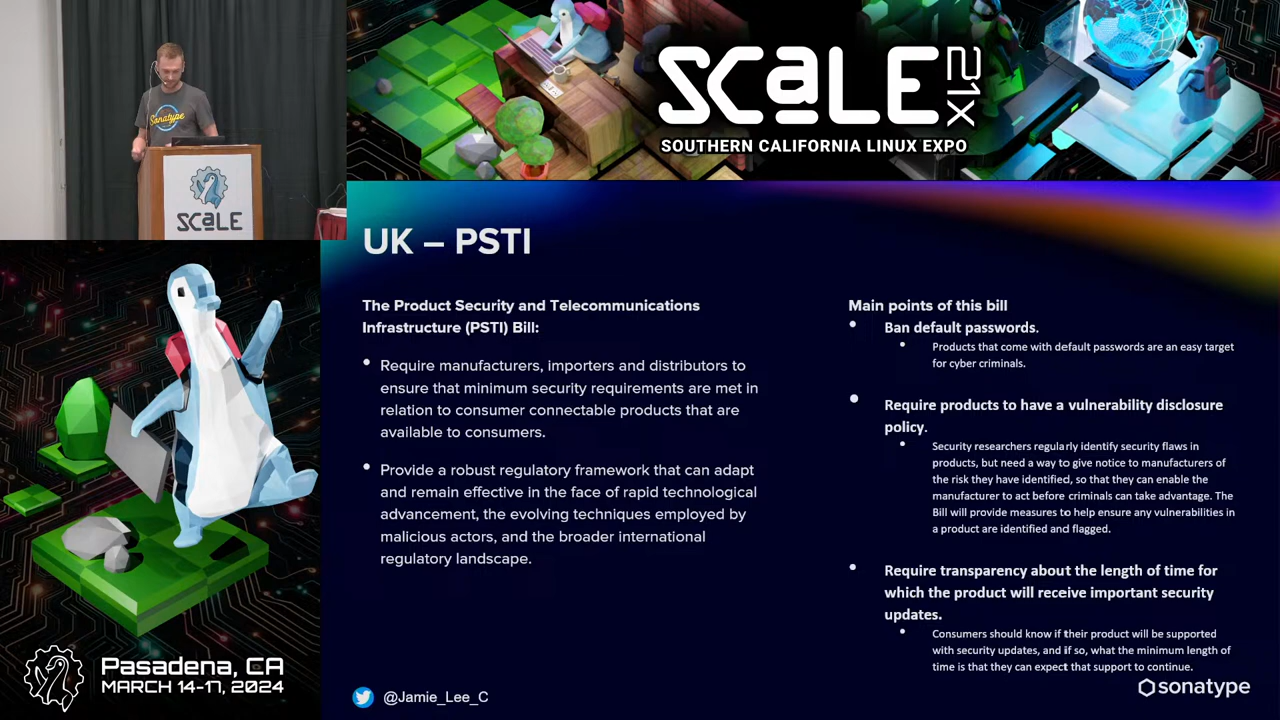 Sonatype
SCALE
SCALE 21X
SOUTHERN CALIFORNIA LINUX EXPO
UK – PSTI
The Product Security and Telecommunications
Infrastructure (PSTI) Bill:
• Require manufacturers, importers and distributors to
ensure that minimum security requirements are met in
relation to consumer connectable products that are
available to consumers.
• Provide a robust regulatory framework that can adapt
and remain effective in the face of rapid technological
advancement, the evolving techniques employed by
malicious actors, and the broader international
regulatory landscape.
Main points of this bill
• Ban default passwords.
• Products that come with default passwords are an easy target
for cyber criminals.
• Require products to have a vulnerability disclosure
policy.
• Security researchers regularly identify security flaws in
products, but need a way to give notice to manufacturers of
the risk they have identified, so that they can enable the
manufacturer to act before criminals can take advantage. The
Bill will provide measures to help ensure any vulnerabilities in
a product are identified and flagged.
• Require transparency about the length of time for
which the product will receive important security
updates.
• Consumers should know if their product will be supported
with security updates, and if so, what the minimum length of
time is that they can expect that support to continue.
@Jamie_Lee_C
sonatype
Pasadena, CA
MARCH 14-17, 2024